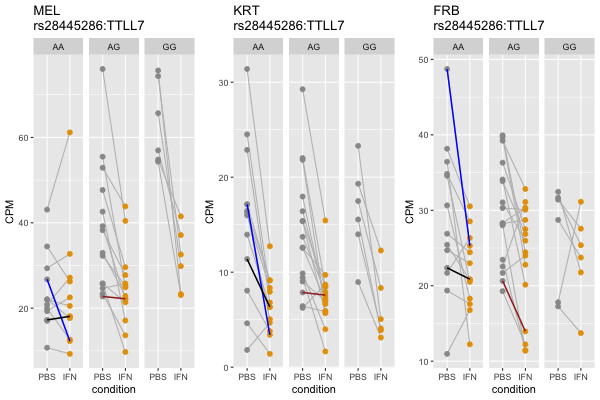 MEL
rs28445286:TTLL7
AA AG GG
CPM
60
40
20
PBS IFN PBS IFN PBS IFN
condition
KRT
rs28445286:TTLL7
AA AG GG
CPM
30
20
10
0
PBS IFN PBS IFN PBS IFN
condition
FRB
rs28445286:TTLL7
AA AG GG
CPM
50
40
30
20
10
PBS IFN PBS IFN PBS IFN
condition